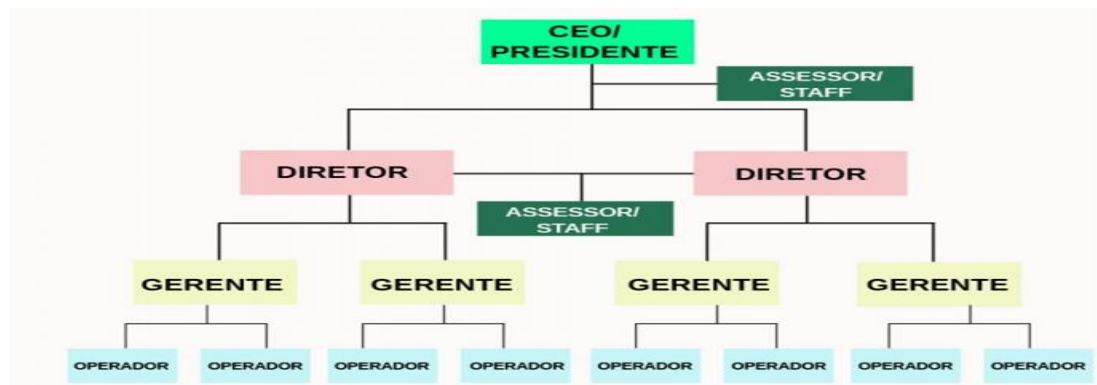 CEO/
PRESIDENTE
ASSESSOR/
STAFF
DIRETOR
DIRETOR
ASSESSOR/
STAFF
GERENTE
GERENTE
GERENTE
GERENTE
OPERADOR
OPERADOR
OPERADOR
OPERADOR
OPERADOR
OPERADOR
OPERADOR
OPERADOR